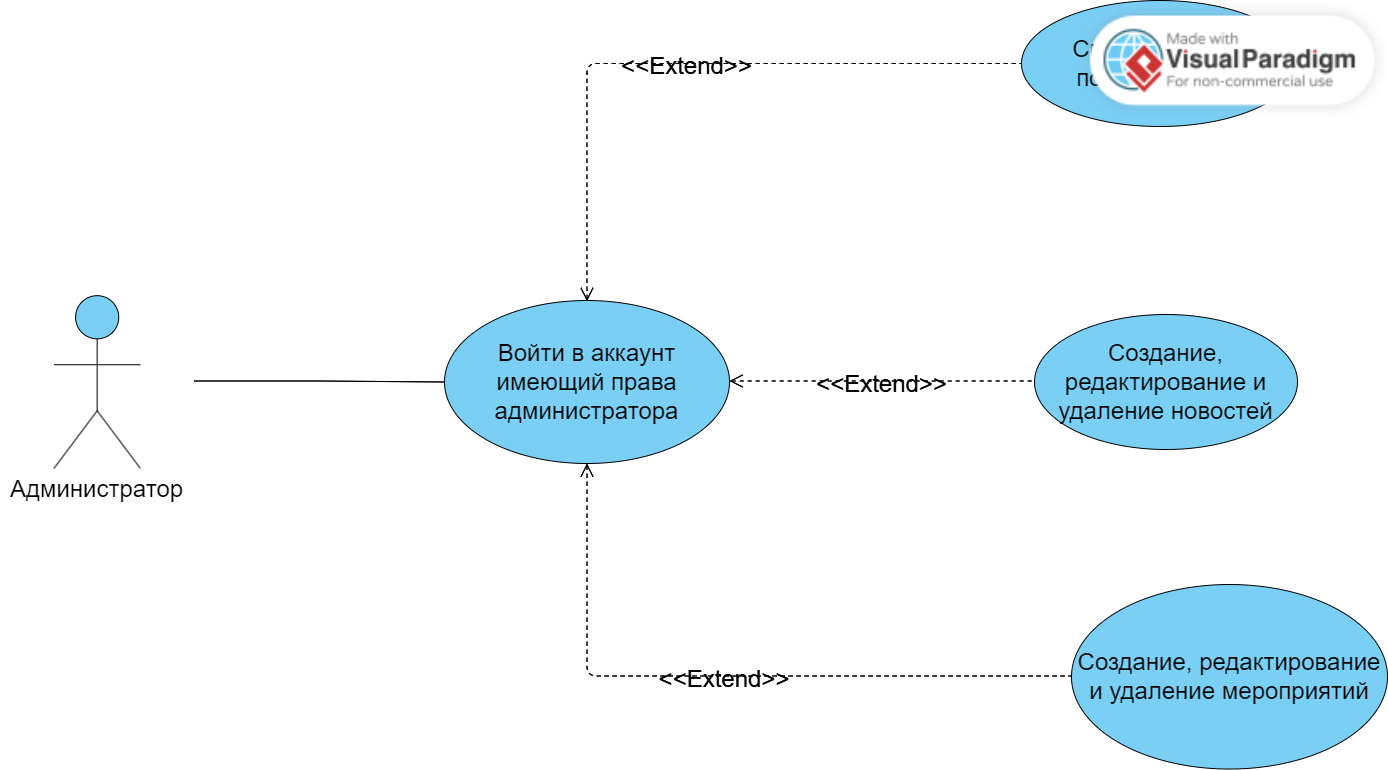 <<Extend>>
Made with
Visual Paradigm
For non-commercial use
Войти в аккаунт
имеющий права
администратора
<<Extend>>
Создание,
редактирование и
удаление новостей
Администратор
<<Extend>>
Создание, редактирование
и удаление мероприятий